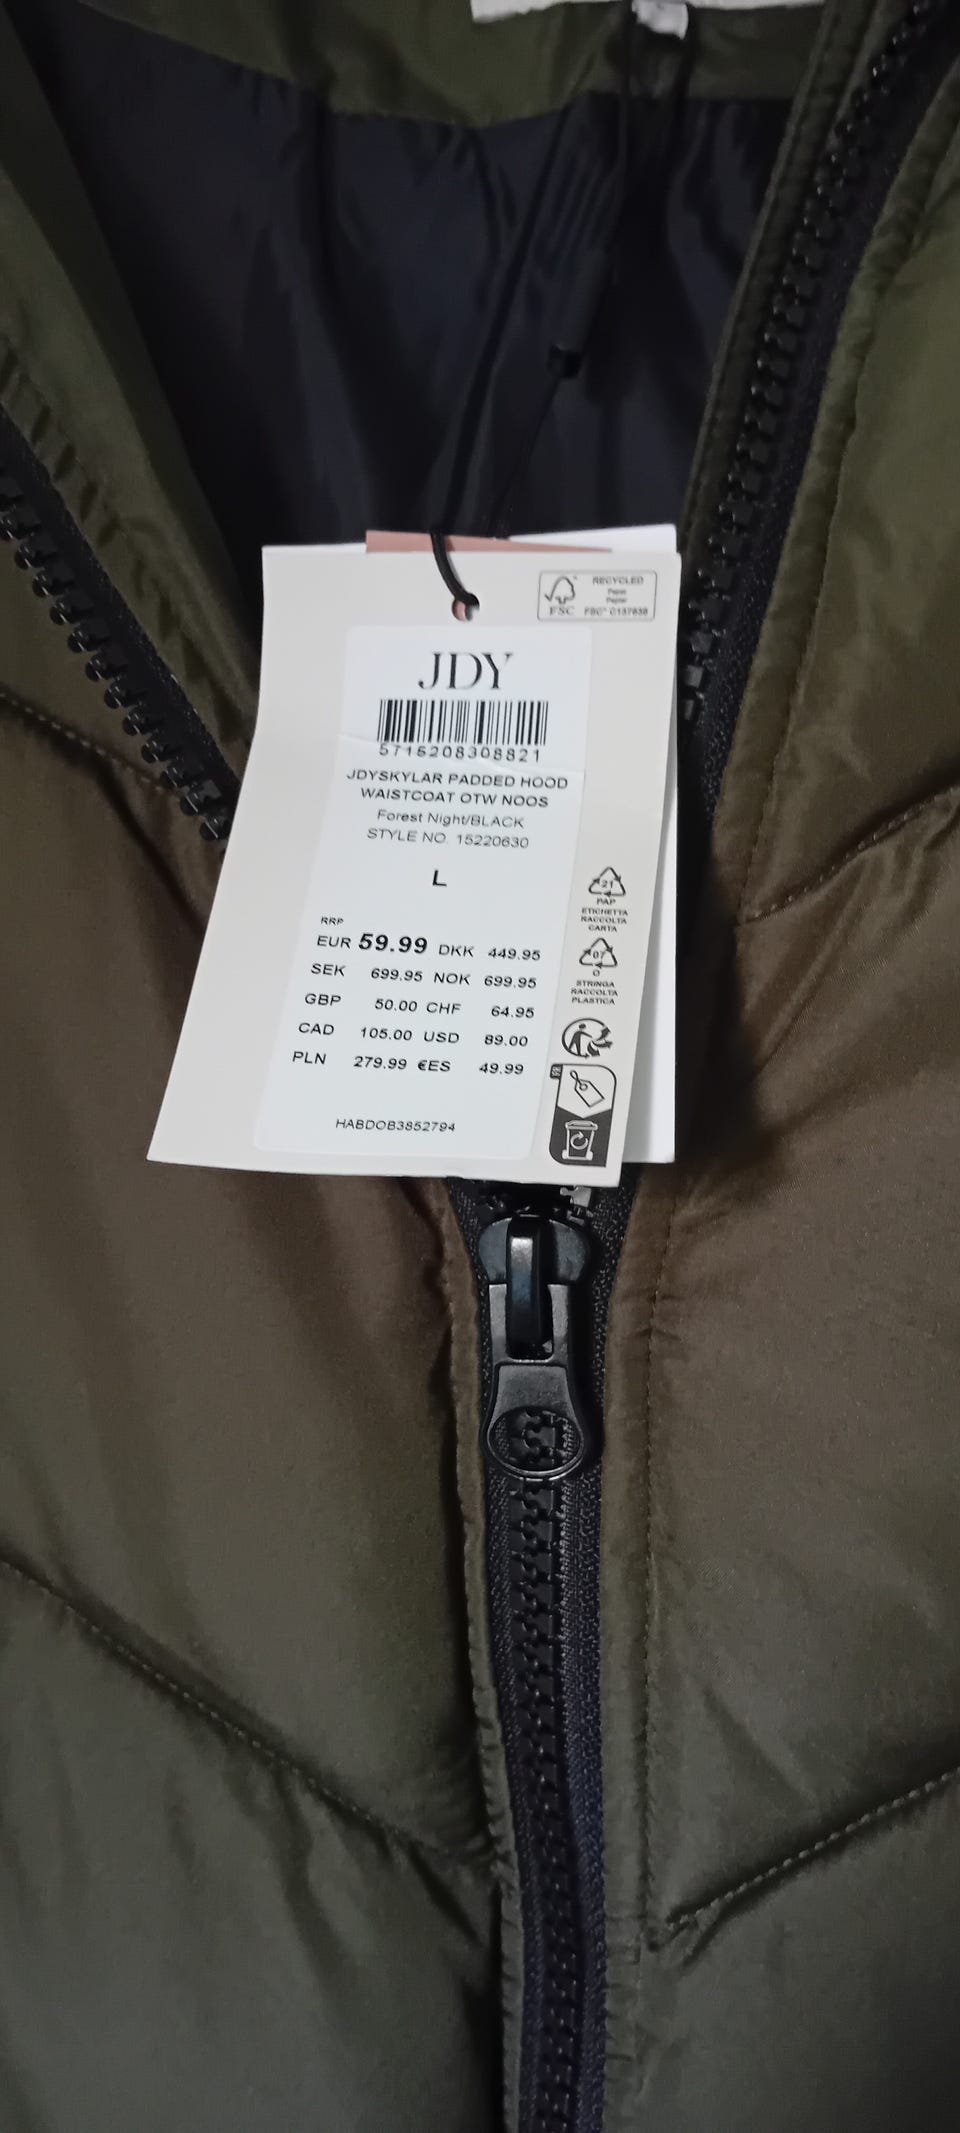 RECYCLED
Paper
Papier
FSC
FSC® C137838
JDY
5715208308821
JDYSKYLAR PADDED HOOD
WAISTCOAT OTW NOOS
Forest Night/BLACK
STYLE NO. 15220630
L
RRP
EUR 59.99 DKK 449.95
SEK 699.95 NOK 699.95
GBP 50.00 CHF 64.95
CAD 105.00 USD 89.00
PLN 279.99 €ES 49.99
HABDOB3852794
21
PAP
ETICHETTA
RACCOLTA
CARTA
07
O
STRINGA
RACCOLTA
PLASTICA